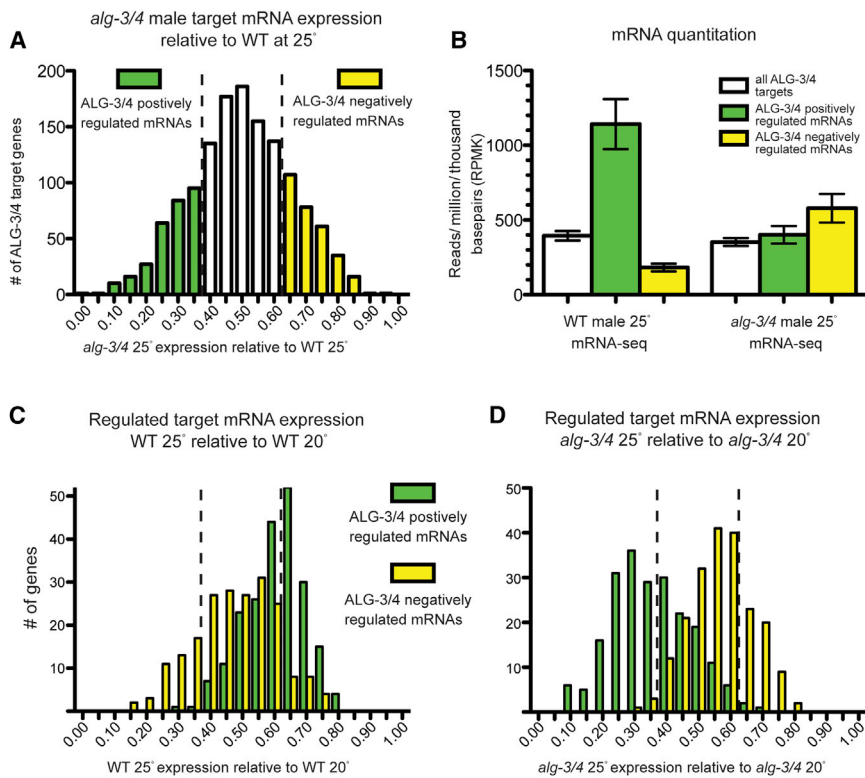 A
alg-3/4 male target mRNA expression
relative to WT at 25°
ALG-3/4 postively
regulated mRNAs
ALG-3/4 negatively
regulated mRNAs
# of ALG-3/4 target genes
200
150
100
50
0
0.00
0.10
0.20
0.30
0.40
0.50
0.60
0.70
0.80
0.90
1.00
alg-3/4 25° expression relative to WT 25°
B
mRNA quantitation
all ALG-3/4
targets
ALG-3/4 positively
regulated mRNAs
ALG-3/4 negatively
regulated mRNAs
Reads/ million/ thousand
basepairs (RPMK)
1500
1000
500
0
WT male 25°
mRNA-seq
alg-3/4 male 25°
mRNA-seq
C
Regulated target mRNA expression
WT 25° relative to WT 20°
ALG-3/4 postively
regulated mRNAs
ALG-3/4 negatively
regulated mRNAs
# of genes
50
40
30
20
10
0.00
0.10
0.20
0.30
0.40
0.50
0.60
0.70
0.80
0.90
1.00
WT 25° expression relative to WT 20°
D
Regulated target mRNA expression
alg-3/4 25° relative to alg-3/4 20°
50
40
30
20
10
0
0.00
0.10
0.20
0.30
0.40
0.50
0.60
0.70
0.80
0.90
1.00
alg-3/4 25° expression relative to alg-3/4 20°